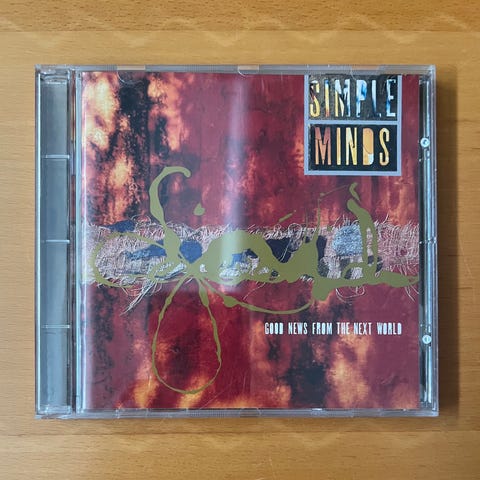 SIMPLE
MINDS
GOOD NEWS FROM THE NEXT WORLD